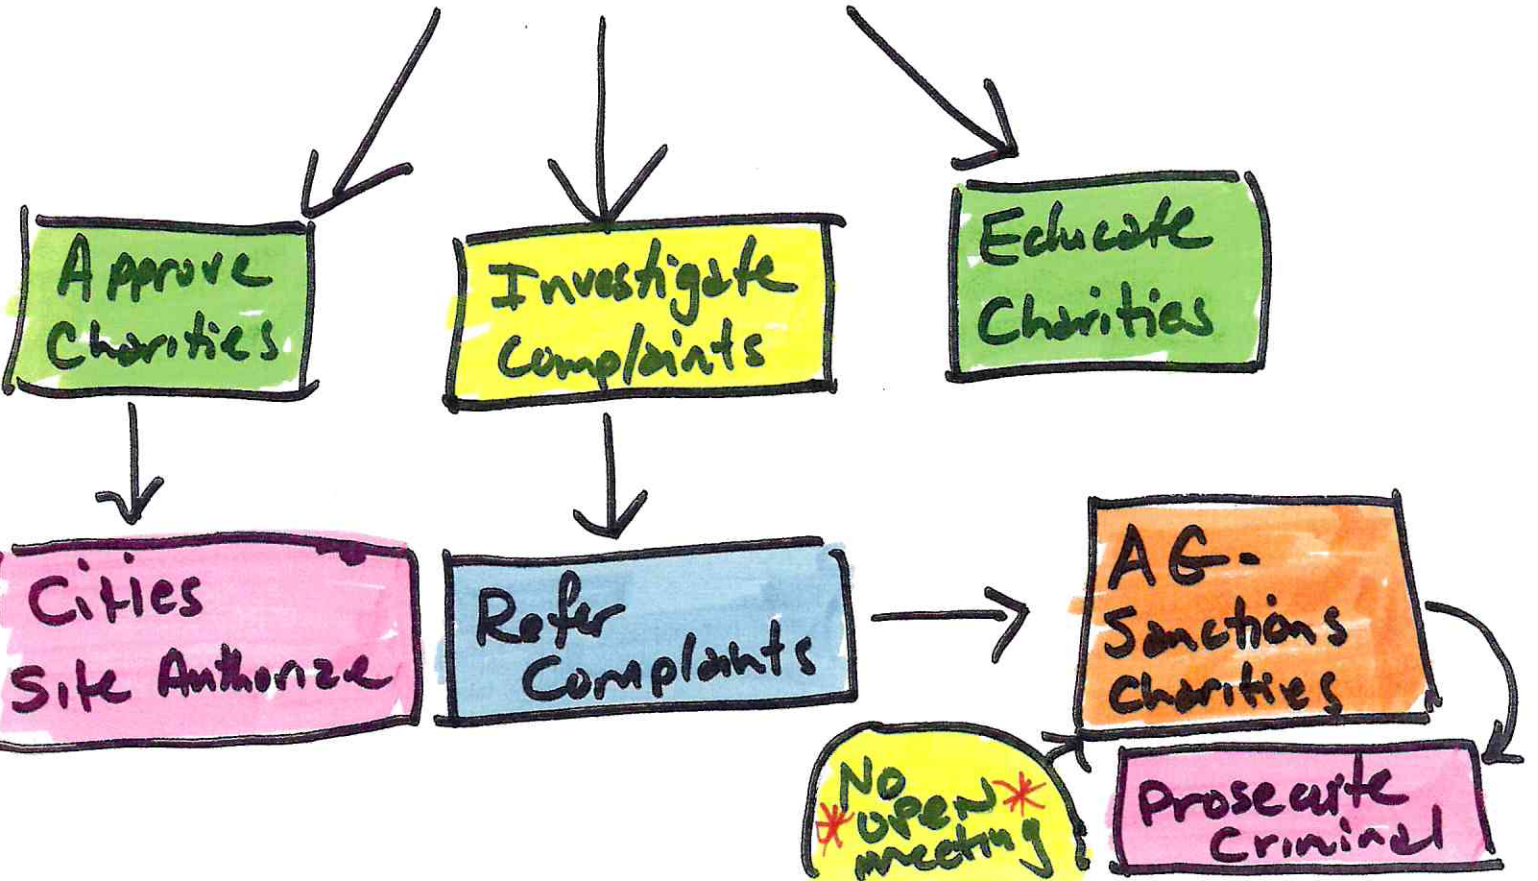 Approve
Charities
Investigate
Complaints
Educate
Charities
Cities
Site Authorize
Refer
Complaints
AG-
Sanctions
Charities
No
* OPEN *
meeting
Prosecute
Criminal